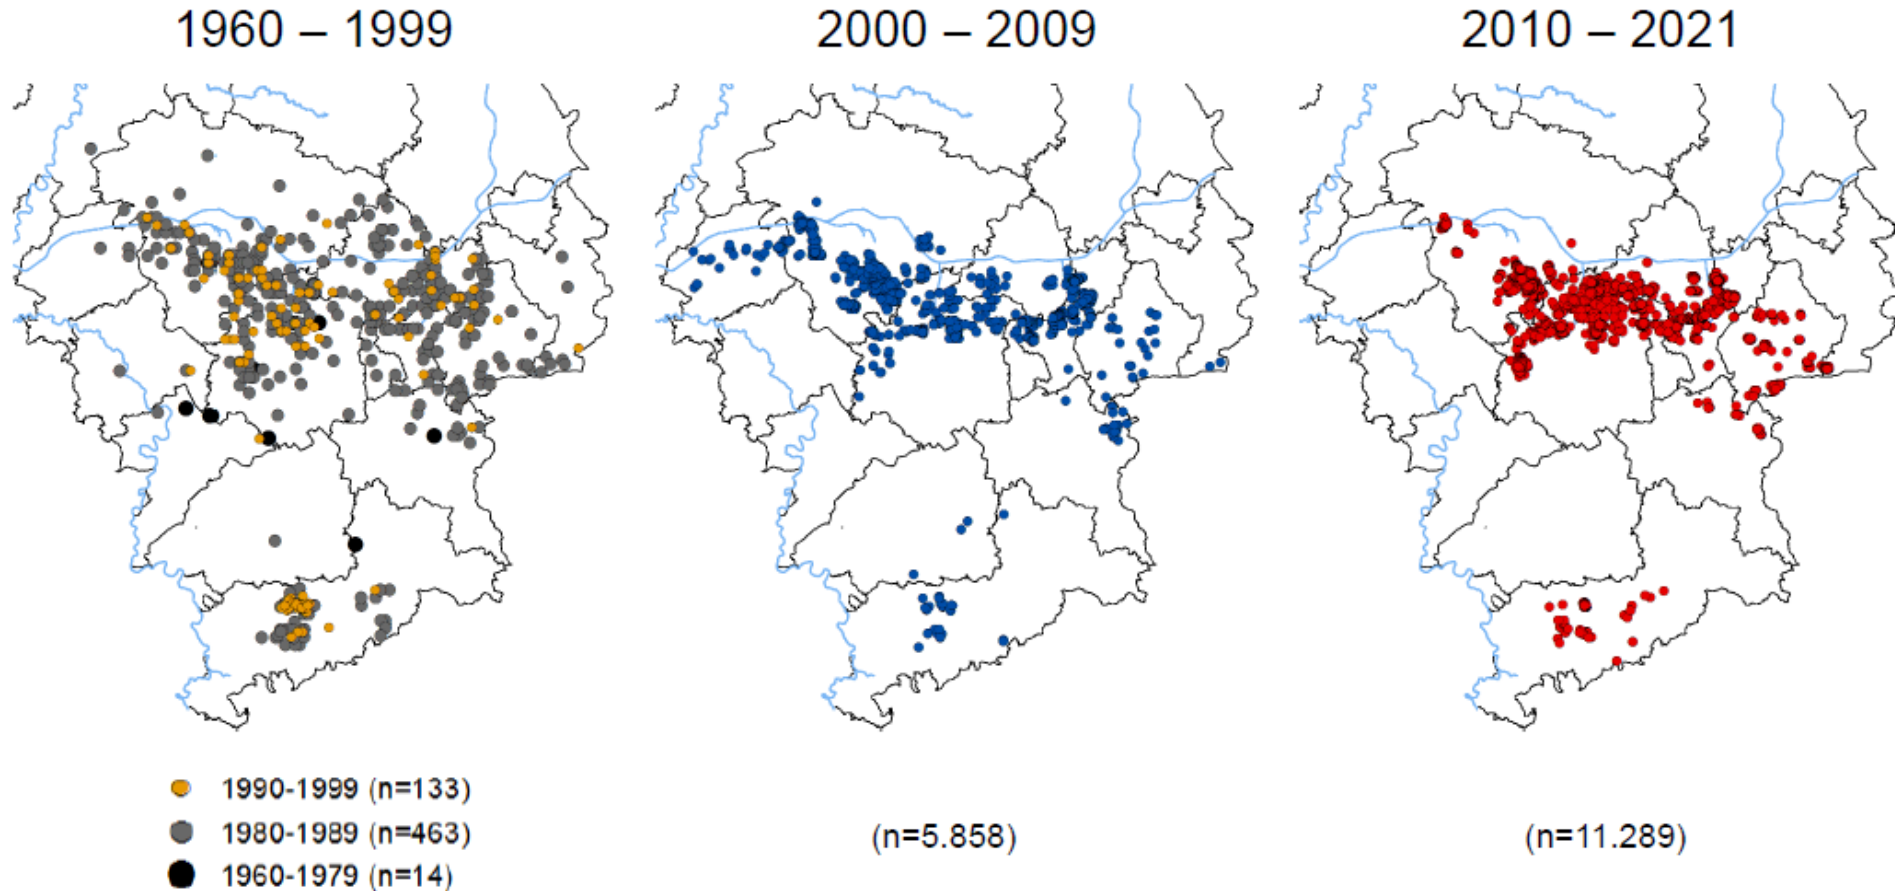 1960 – 1999
2000 – 2009
2010 – 2021
1990-1999 (n=133)
1980-1989 (n=463)
1960-1979 (n=14)
(n=5.858)
(n=11.289)